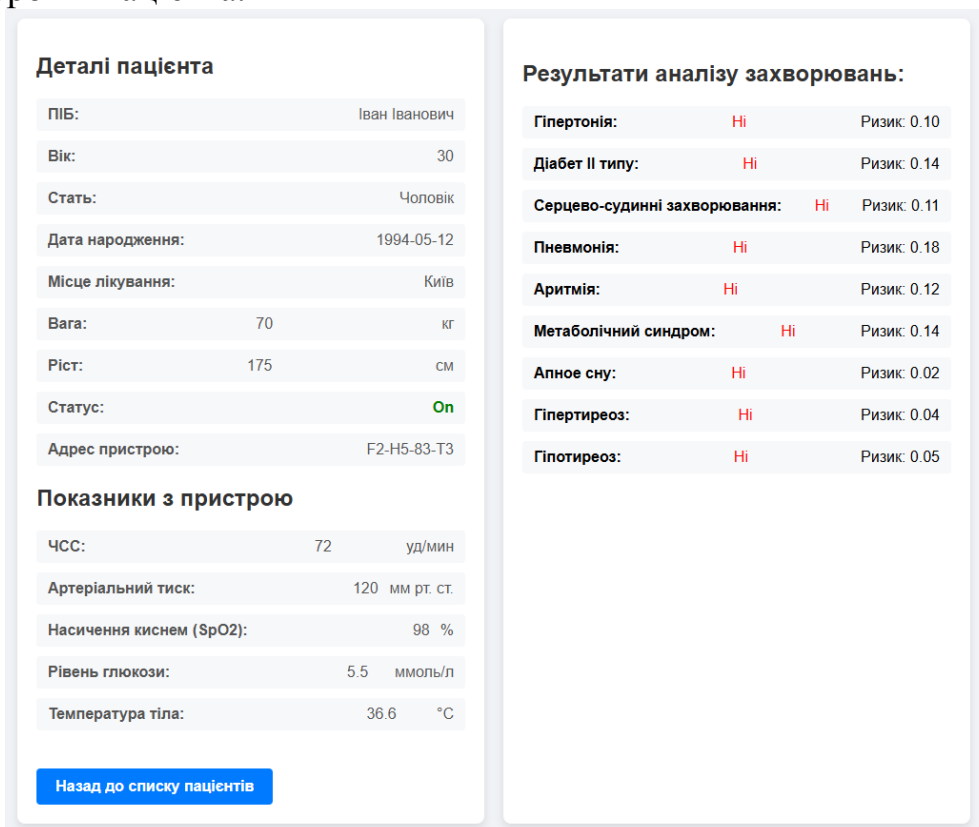 Деталі пацієнта
ПІБ: Іван Іванович
Вік: 30
Стать: Чоловік
Дата народження: 1994-05-12
Місце лікування: Київ
Вага: 70 кг
Ріст: 175 см
Статус: On
Адрес пристрою: F2-H5-83-T3
Показники з пристрою
ЧСС: 72 уд/мин
Артеріальний тиск: 120 мм рт. ст.
Насичення киснем (SpO2): 98 %
Рівень глюкози: 5.5 ммоль/л
Температура тіла: 36.6 °C
Назад до списку пацієнтів
Результати аналізу захворювань:
Гіпертонія: Ні Ризик: 0.10
Діабет II типу: Ні Ризик: 0.14
Серцево-судинні захворювання: Ні Ризик: 0.11
Пневмонія: Ні Ризик: 0.18
Аритмія: Ні Ризик: 0.12
Метаболічний синдром: Ні Ризик: 0.14
Апное сну: Ні Ризик: 0.02
Гіпертиреоз: Ні Ризик: 0.04
Гіпотиреоз: Ні Ризик: 0.05